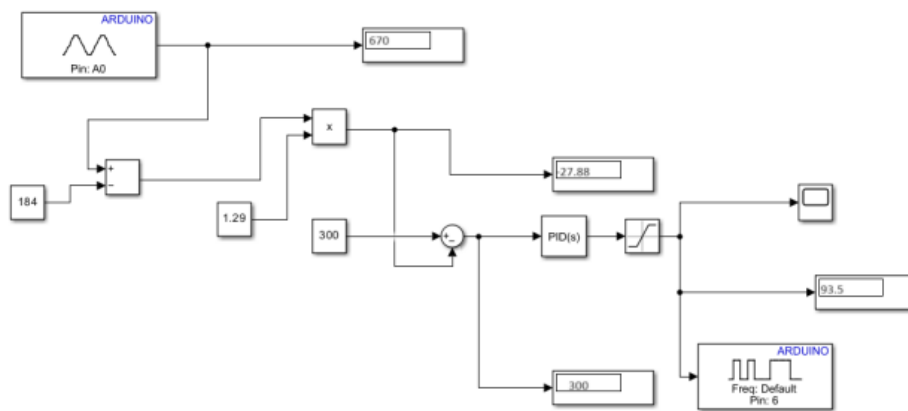 ARDUINO
Pin: A0
670
+
−
x
184
1.29
-27.88
300
+
−
PID(s)
93.5
300
ARDUINO
Freq: Default
Pin: 6